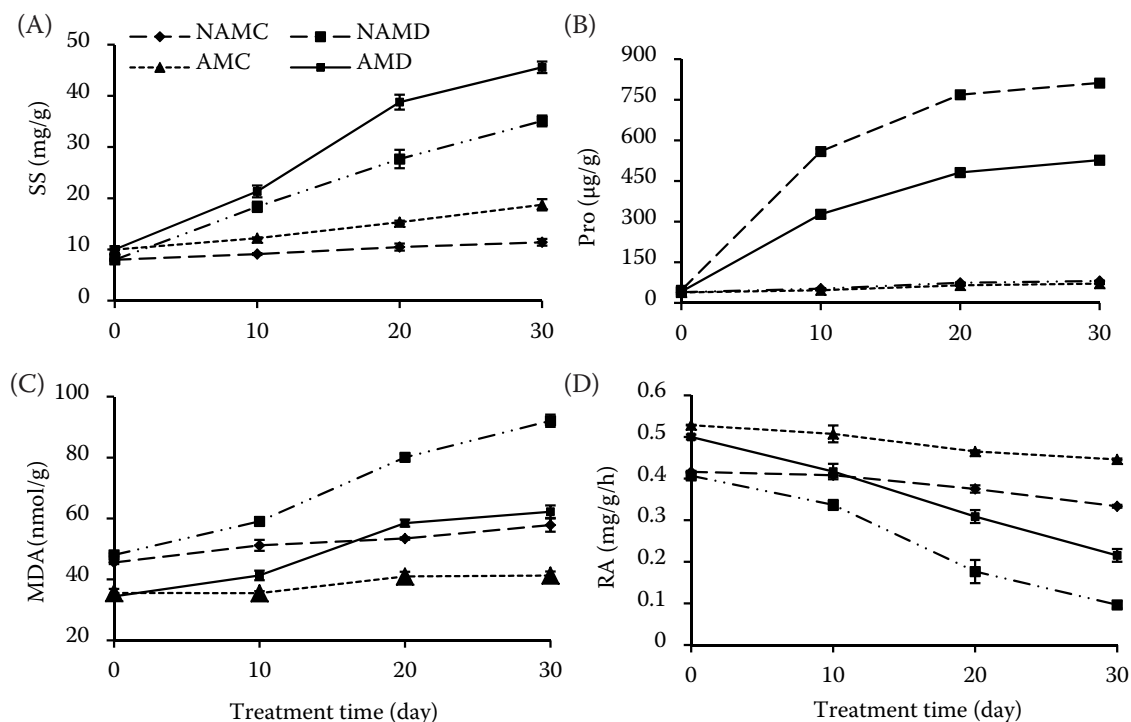 (A)
NAMC NAMD
AMC AMD
50
40
30
20
10
0
SS (mg/g)
0 10 20 30
(B)
900
750
600
450
300
150
0
Pro (µg/g)
0 10 20 30
(C)
100
80
60
40
20
MDA(nmol/g)
0 10 20 30
Treatment time (day)
(D)
0.6
0.5
0.4
0.3
0.2
0.1
0
RA (mg/g/h)
0 10 20 30
Treatment time (day)